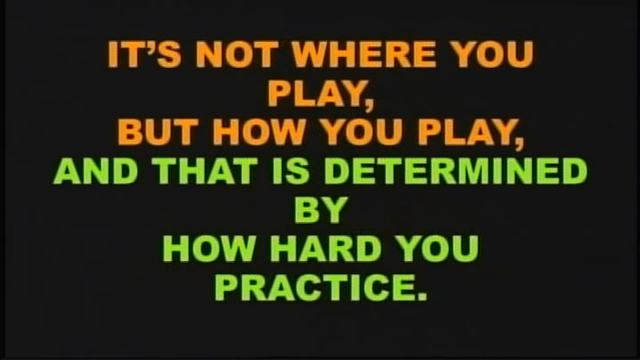 IT’S NOT WHERE YOU
PLAY,
BUT HOW YOU PLAY,
AND THAT IS DETERMINED
BY
HOW HARD YOU
PRACTICE.